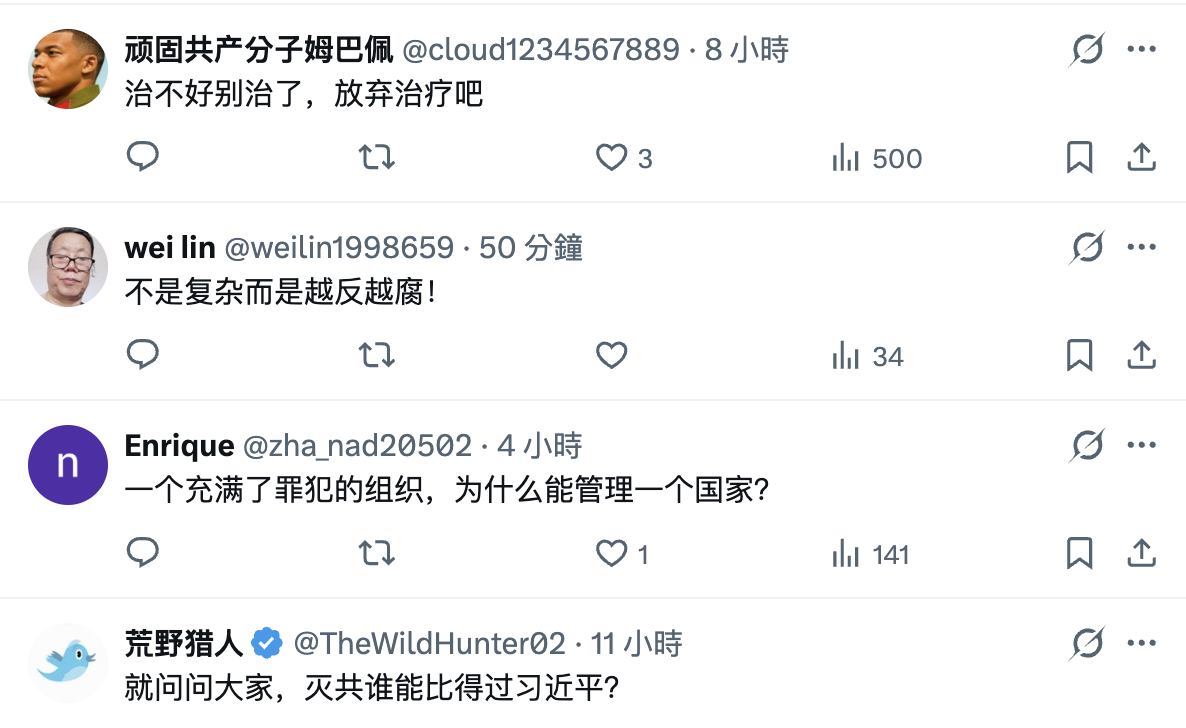 顽固共产分子姆巴佩 @cloud1234567889 · 8 小時
治不好别治了，放弃治疗吧
3 500
wei lin @weilin1998659 · 50 分鐘
不是复杂而是越反越腐！
34
Enrique @zha_nad20502 · 4 小時
n
一个充满了罪犯的组织，为什么能管理一个国家？
1 141
荒野猎人 @TheWildHunter02 · 11 小時
就问问大家，灭共谁能比得过习近平？